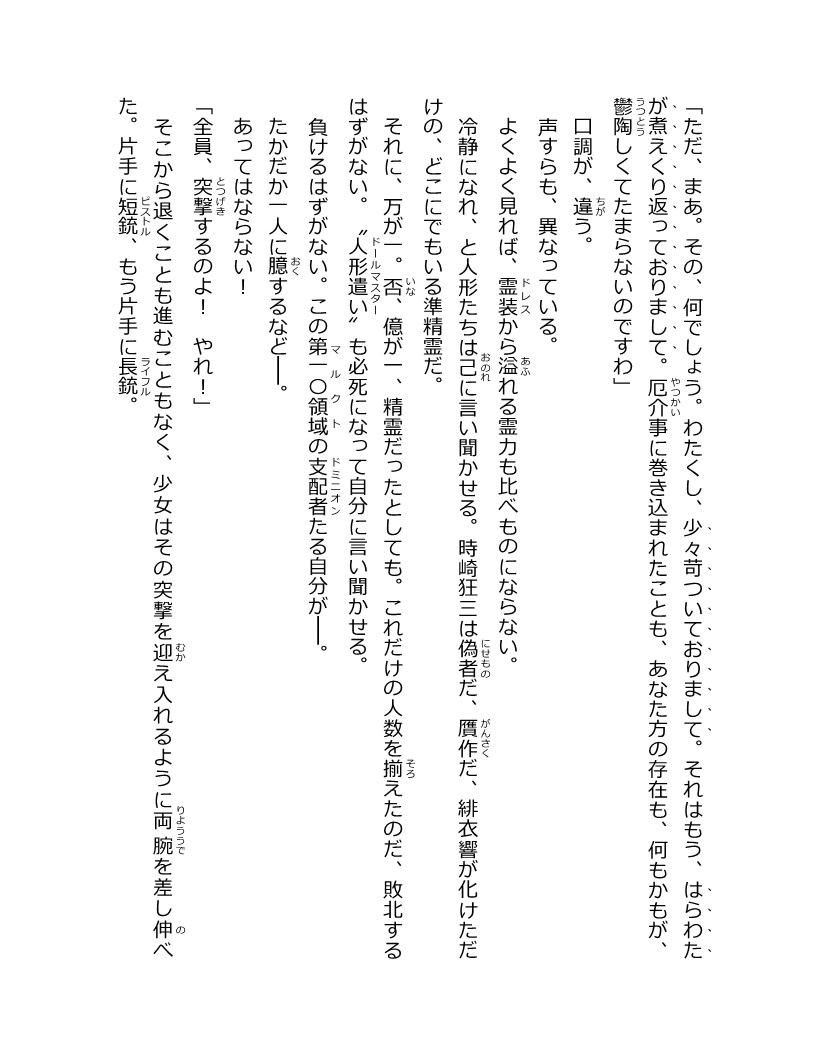 「ただ、まあ。その、何でしょう。わたくし、少々苛ついておりまして。それはもう、はらわた
が煮えくり返っておりまして。厄介事に巻き込まれたことも、あなた方の存在も、何もかもが、
鬱陶しくてたまらないのですわ」
口調が、違う。
声すらも、異なっている。
よくよく見れば、霊装から溢れる霊力も比べものにならない。
冷静になれ、と人形たちは己に言い聞かせる。時崎狂三は偽者だ、贋作だ、緋衣響が化けただ
けの、どこにでもいる準精霊だ。
それに、万が一。否、億が一、精霊だったとしても。これだけの人数を揃えたのだ、敗北する
はずがない。〝人形遣い〟も必死になって自分に言い聞かせる。
負けるはずがない。この第一〇領域の支配者たる自分が――。
たかだか一人に臆するなど――。
あってはならない！
「全員、突撃するのよ！　やれ！」
そこから退くことも進むこともなく、少女はその突撃を迎え入れるように両腕を差し伸べ
た。片手に短銃、もう片手に長銃。